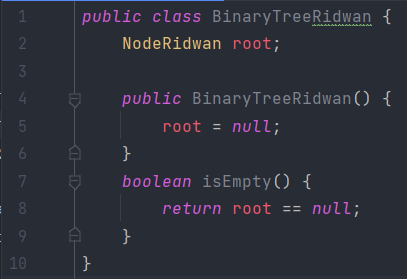 1 public class BinaryTreeRidwan {
2     NodeRidwan root;
3
4     public BinaryTreeRidwan() {
5         root = null;
6     }
7     boolean isEmpty() {
8         return root == null;
9     }
10 }